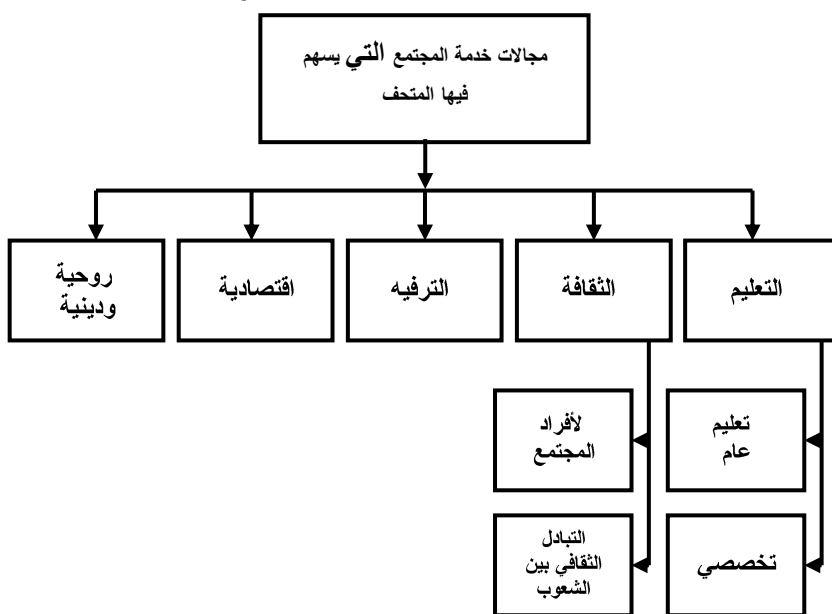 مجالات خدمة المجتمع التي يسهم
فيها المتحف
التعليم
الثقافة
الترفيه
اقتصادية
روحية
ودينية
تعليم
عام
لأفراد
المجتمع
تخصصي
التبادل
الثقافي بين
الشعوب